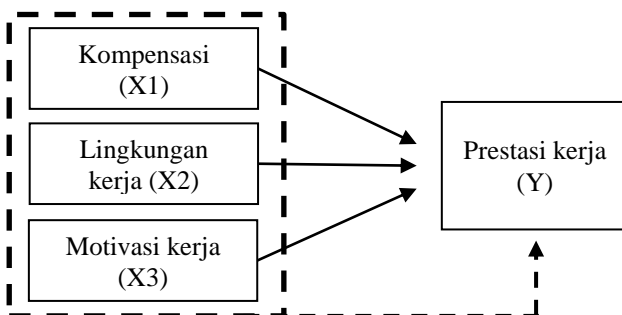 Kompensasi
(X1)
Lingkungan
kerja (X2)
Motivasi kerja
(X3)
Prestasi kerja
(Y)